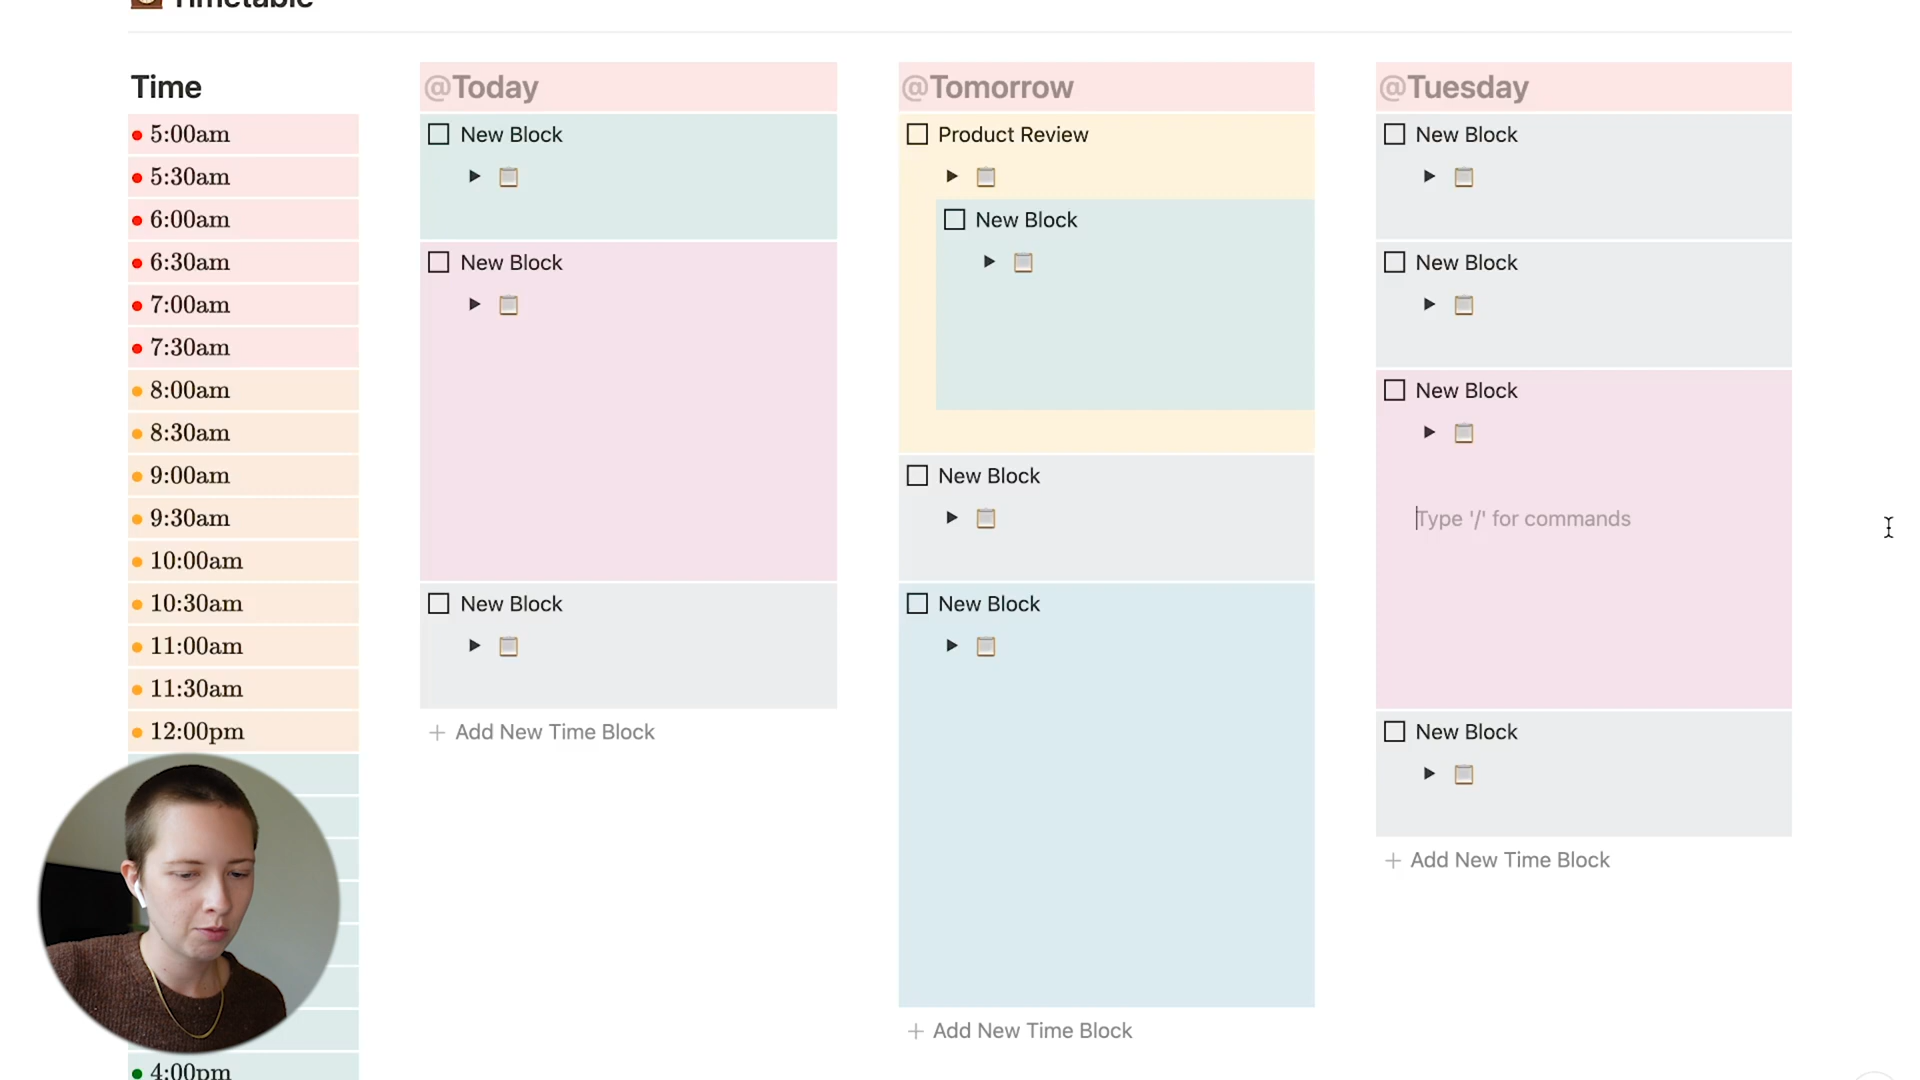 Timetable
Time
5:00am
5:30am
6:00am
6:30am
7:00am
7:30am
8:00am
8:30am
9:00am
9:30am
10:00am
10:30am
11:00am
11:30am
12:00pm
4:00pm
@Today
New Block
New Block
New Block
+ Add New Time Block
@Tomorrow
Product Review
New Block
New Block
New Block
+ Add New Time Block
@Tuesday
New Block
New Block
New Block
Type '/' for commands
New Block
+ Add New Time Block